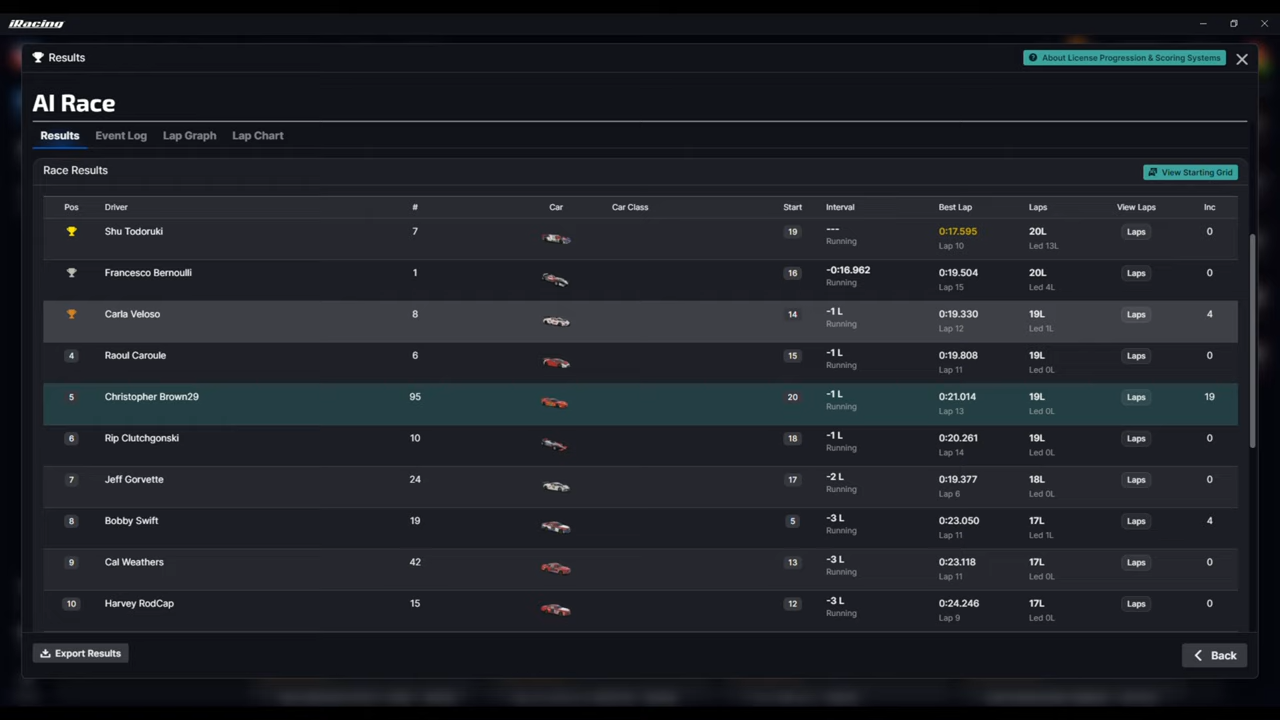 iRacing
Results
About License Progression & Scoring Systems
AI Race
Results Event Log Lap Graph Lap Chart
Race Results
View Starting Grid
Pos Driver # Car Car Class Start Interval Best Lap Laps View Laps Inc
Shu Todoruki 7 19 --- 0:17.595 20L Laps 0
Running Lap 10 Led 13L
Francesco Bernoulli 1 16 -0:16.962 0:19.504 20L Laps 0
Running Lap 15 Led 4L
Carla Veloso 8 14 -1 L 0:19.330 19L Laps 4
Running Lap 12 Led 1L
4 Raoul Caroule 6 15 -1 L 0:19.808 19L Laps 0
Running Lap 11 Led 0L
5 Christopher Brown29 95 20 -1 L 0:21.014 19L Laps 19
Running Lap 13 Led 0L
6 Rip Clutchgonski 10 18 -1 L 0:20.261 19L Laps 0
Running Lap 14 Led 0L
7 Jeff Gorvette 24 17 -2 L 0:19.377 18L Laps 0
Running Lap 6 Led 0L
8 Bobby Swift 19 5 -3 L 0:23.050 17L Laps 4
Running Lap 11 Led 1L
9 Cal Weathers 42 13 -3 L 0:23.118 17L Laps 0
Running Lap 11 Led 0L
10 Harvey RodCap 15 12 -3 L 0:24.246 17L Laps 0
Running Lap 9 Led 0L
Export Results
Back